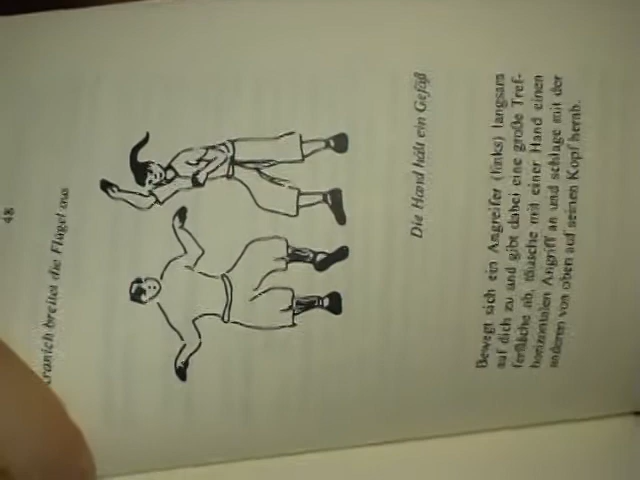 48
Kranich breitet die Flügel aus
Die Hand hält ein Gefäß
Bewegt sich ein Angreifer (links) langsam
auf dich zu und gibt dabei eine große Tref-
ferfläche ab, täusche mit einer Hand einen
horizontalen Angriff an und schlage mit der
anderen von oben auf seinen Kopf herab.